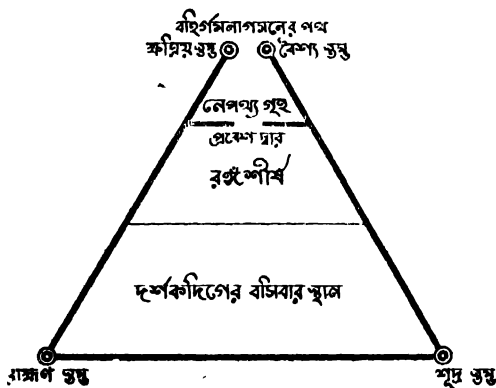 বহির্গমনাগমনের পথ
ক্ষত্রিয় স্তম্ভ
বৈশ্য স্তম্ভ
নেপথ্য গৃহ
প্রবেশ দ্বার
রঙ্গশীর্ষ
দর্শকদিগের বসিবার স্থান
ব্রাহ্মণ স্তম্ভ
শূদ্র স্তম্ভ